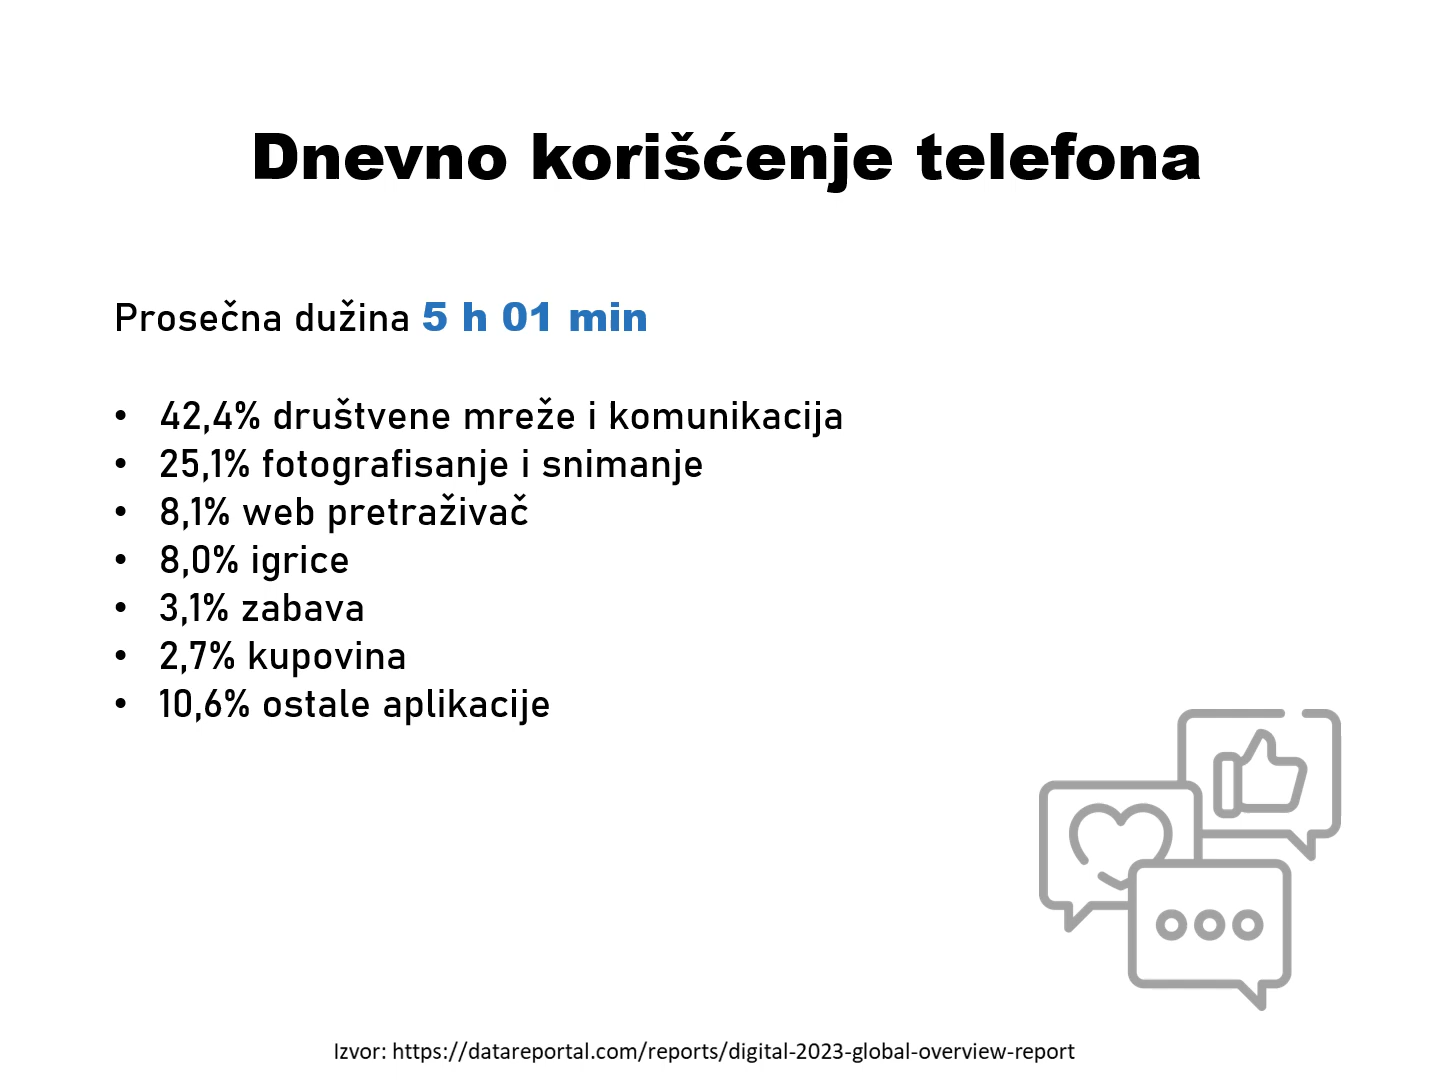 Dnevno korišćenje telefona
Prosečna dužina 5 h 01 min
• 42,4% društvene mreže i komunikacija
• 25,1% fotografisanje i snimanje
• 8,1% web pretraživač
• 8,0% igrice
• 3,1% zabava
• 2,7% kupovina
• 10,6% ostale aplikacije
Izvor: https://datareportal.com/reports/digital-2023-global-overview-report